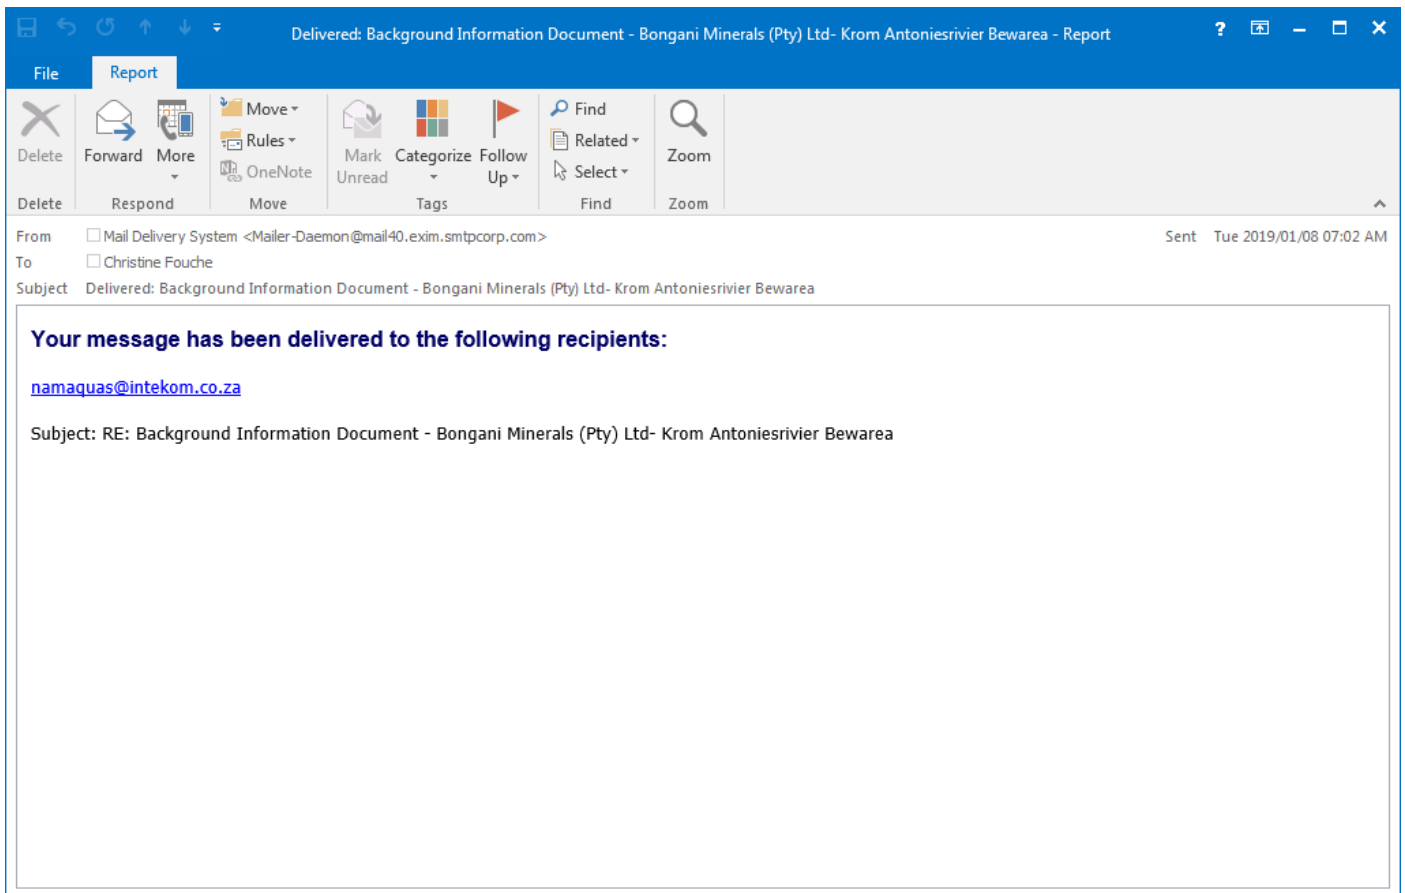 Delivered: Background Information Document - Bongani Minerals (Pty) Ltd- Krom Antoniesrivier Bewarea - Report
?
File Report
Delete
Forward
More
Move
Rules
OneNote
Mark Unread
Categorize
Follow Up
Find
Related
Select
Zoom
Delete Respond Move Tags Find Zoom
From Mail Delivery System <Mailer-Daemon@mail40.exim.smtpcorp.com> Sent Tue 2019/01/08 07:02 AM
To Christine Fouche
Subject Delivered: Background Information Document - Bongani Minerals (Pty) Ltd- Krom Antoniesrivier Bewarea
Your message has been delivered to the following recipients:
namaquas@intekom.co.za
Subject: RE: Background Information Document - Bongani Minerals (Pty) Ltd- Krom Antoniesrivier Bewarea